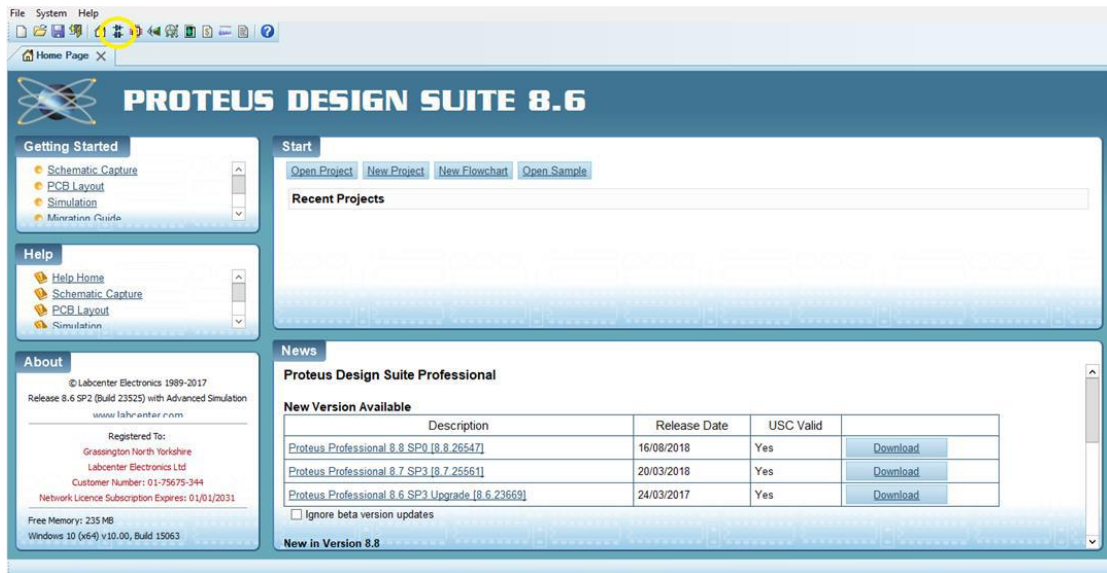 File System Help
Home Page
PROTEUS DESIGN SUITE 8.6
Getting Started
Schematic Capture
PCB Layout
Simulation
Migration Guide
Start
Open Project New Project New Flowchart Open Sample
Recent Projects
Help
Help Home
Schematic Capture
PCB Layout
Simulation
About
© Labcenter Electronics 1989-2017
Release 8.6 SP2 (Build 23525) with Advanced Simulation
www.labcenter.com
Registered To:
Grassington North Yorkshire
Labcenter Electronics Ltd
Customer Number: 01-75675-344
Network Licence Subscription Expires: 01/01/2031
Free Memory: 235 MB
Windows 10 (x64) v10.00, Build 15063
News
Proteus Design Suite Professional
New Version Available
Description Release Date USC Valid
Proteus Professional 8.8 SP0 [8.8.26547] 16/08/2018 Yes Download
Proteus Professional 8.7 SP3 [8.7.25561] 20/03/2018 Yes Download
Proteus Professional 8.6 SP3 Upgrade [8.6.23669] 24/03/2017 Yes Download
Ignore beta version updates
New in Version 8.8